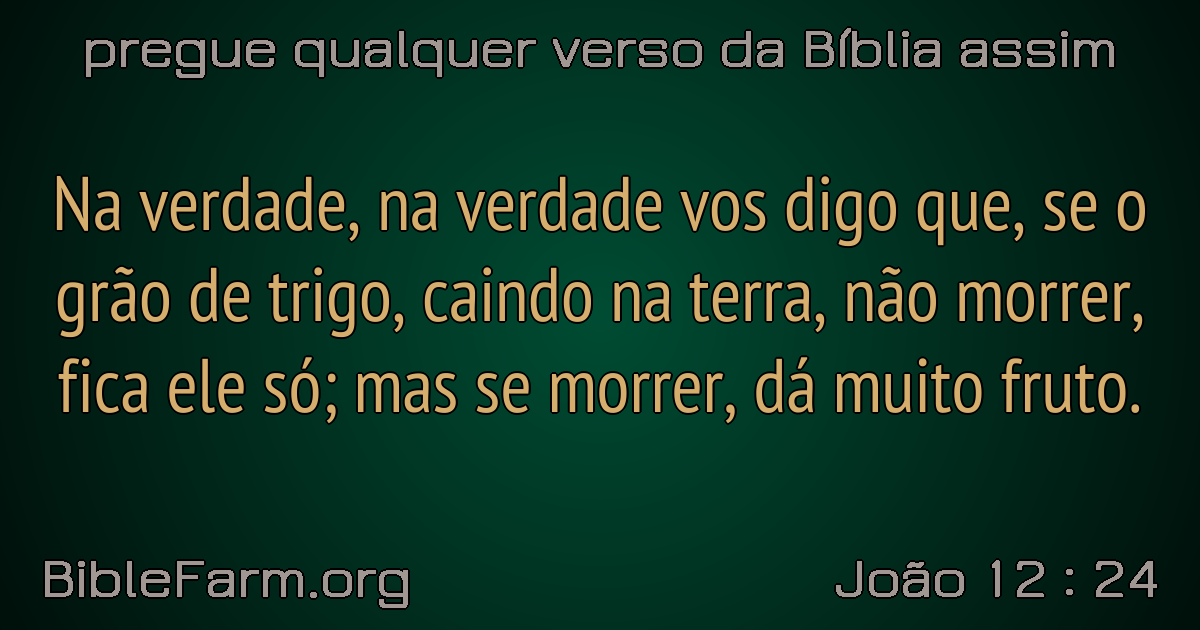 pregue qualquer verso da Bíblia assim
Na verdade, na verdade vos digo que, se o
grão de trigo, caindo na terra, não morrer,
fica ele só; mas se morrer, dá muito fruto.
BibleFarm.org
João 12 : 24